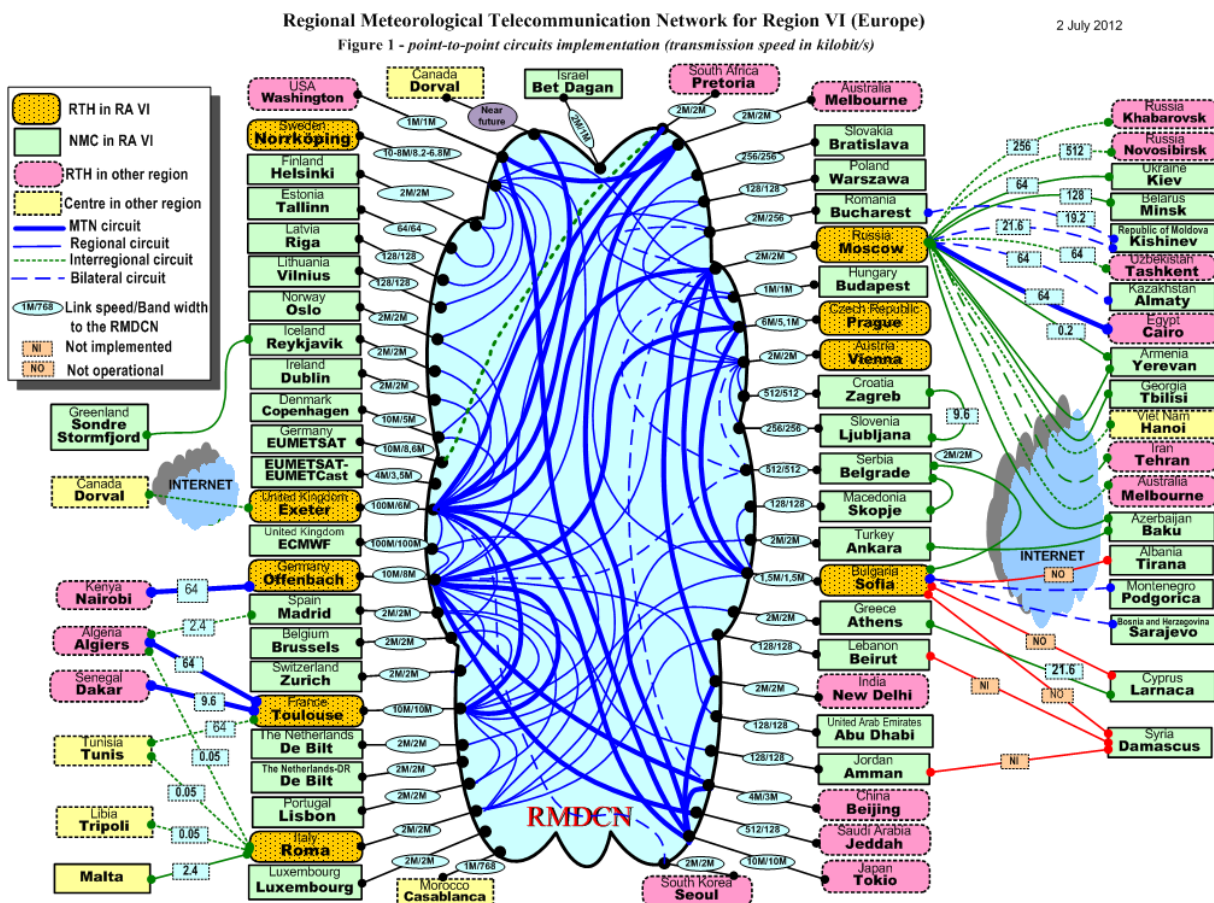 Regional Meteorological Telecommunication Network for Region VI (Europe)
2 July 2012
Figure 1 - point-to-point circuits implementation (transmission speed in kilobit/s)
RTH in RA VI
NMC in RA VI
RTH in other region
Centre in other region
MTN circuit
Regional circuit
Interregional circuit
Bilateral circuit
1M/768
Link speed/Band width
to the RMDCN
NI
Not implemented
NO
Not operational
Greenland
Sondre
Stormfjord
Canada
Dorval
INTERNET
Kenya
Nairobi
64
Algeria
Algiers
2.4
64
Senegal
Dakar
9.6
64
Tunisia
Tunis
0.05
0.05
Libia
Tripoli
0.05
Malta
2.4
USA
Washington
1M/1M
Sweden
Norrköping
10-8M/8.2-6.8M
Finland
Helsinki
2M/2M
Estonia
Tallinn
64/64
Latvia
Riga
128/128
Lithuania
Vilnius
128/128
Norway
Oslo
2M/2M
Iceland
Reykjavik
2M/2M
Ireland
Dublin
2M/2M
Denmark
Copenhagen
10M/5M
Germany
EUMETSAT
10M/8,6M
EUMETSAT-
EUMETCast
4M/3,5M
United Kingdom
Exeter
100M/6M
United Kingdom
ECMWF
100M/100M
Germany
Offenbach
10M/8M
Spain
Madrid
2M/2M
Belgium
Brussels
2M/2M
Switzerland
Zurich
2M/2M
France
Toulouse
10M/10M
The Netherlands
De Bilt
2M/2M
The Netherlands-DR
De Bilt
2M/2M
Portugal
Lisbon
2M/2M
Italy
Roma
2M/2M
Luxembourg
Luxembourg
2M/2M
Canada
Dorval
Near
future
Israel
Bet Dagan
2M/1M
South Africa
Pretoria
2M/2M
RMDCN
1M/768
Morocco
Casablanca
2M/2M
South Korea
Seoul
Australia
Melbourne
2M/2M
Slovakia
Bratislava
256/256
Poland
Warszawa
128/128
Romania
Bucharest
2M/256
Russia
Moscow
2M/2M
Hungary
Budapest
1M/1M
Czech Republic
Prague
6M/5,1M
Austria
Vienna
2M/2M
Croatia
Zagreb
512/512
9.6
Slovenia
Ljubljana
256/256
2M/2M
Serbia
Belgrade
512/512
Macedonia
Skopje
128/128
Turkey
Ankara
2M/2M
Bulgaria
Sofia
1,5M/1,5M
Greece
Athens
2M/2M
Lebanon
Beirut
128/128
India
New Delhi
2M/2M
United Arab Emirates
Abu Dhabi
128/128
Jordan
Amman
128/128
China
Beijing
4M/3M
Saudi Arabia
Jeddah
512/128
Japan
Tokio
10M/10M
Russia
Khabarovsk
256
Russia
Novosibirsk
512
Ukraine
Kiev
64
Belarus
Minsk
128
Republic of Moldova
Kishinev
19.2
21.6
Uzbekistan
Tashkent
64
Kazakhstan
Almaty
64
Egypt
Cairo
64
Armenia
Yerevan
0.2
Georgia
Tbilisi
Viet Nam
Hanoi
Iran
Tehran
Australia
Melbourne
Azerbaijan
Baku
INTERNET
Albania
Tirana
NO
Montenegro
Podgorica
Bosnia and Herzegovina
Sarajevo
NO
21.6
Cyprus
Larnaca
NO
NI
Syria
Damascus
NI